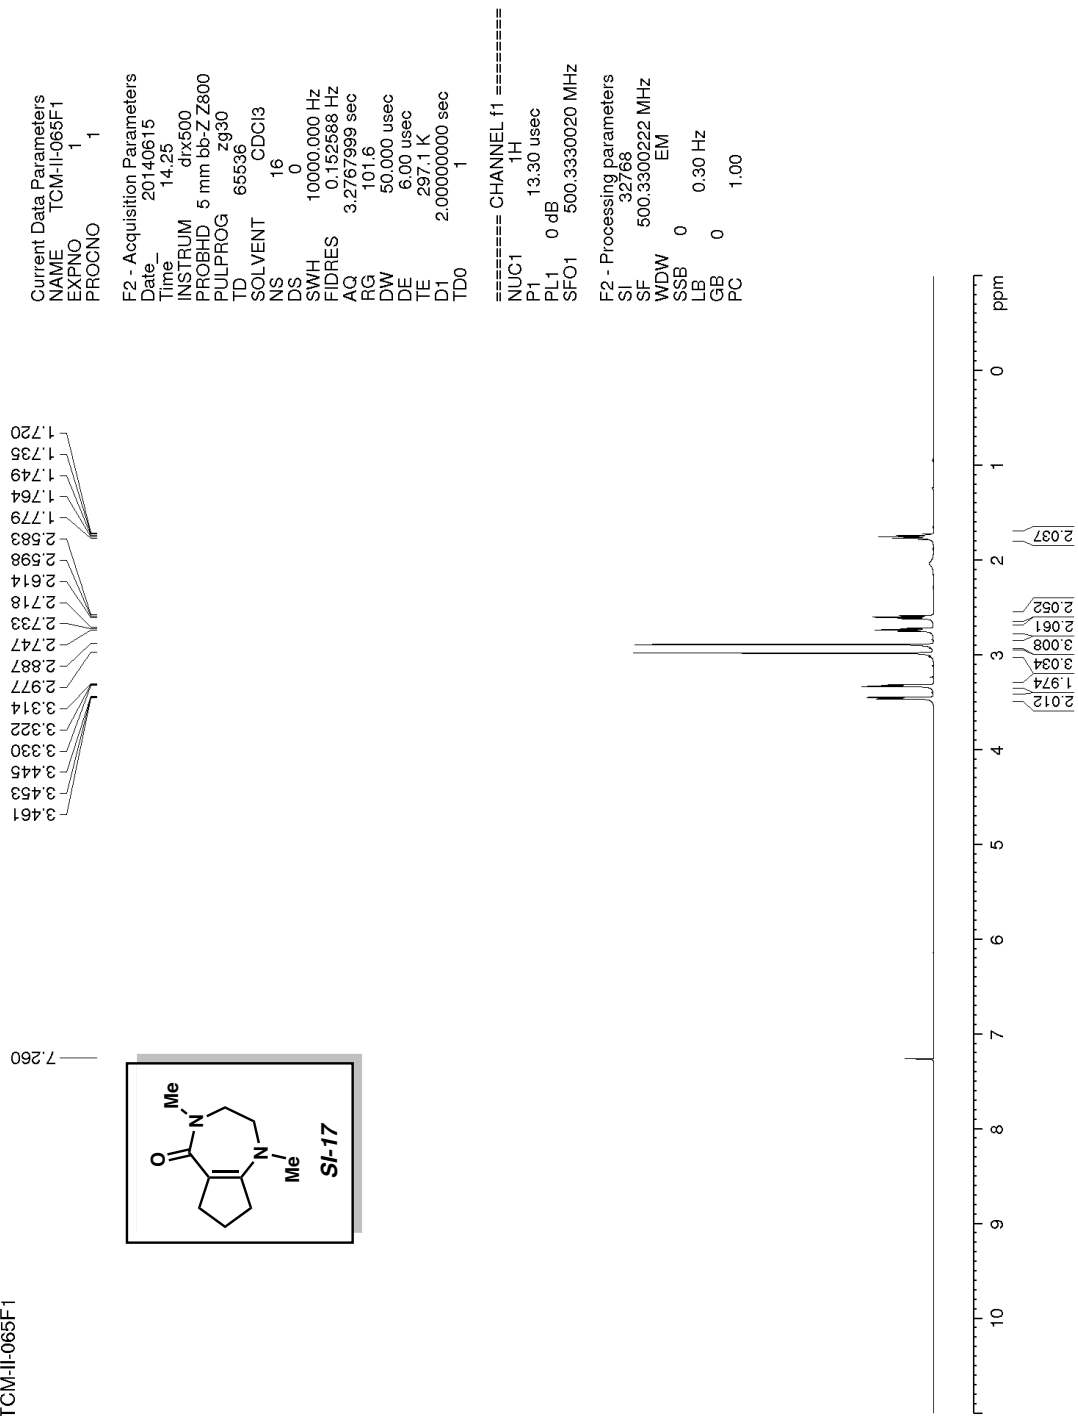 TCM-II-065F1
7.260
3.461
3.453
3.445
3.330
3.322
3.314
2.977
2.887
2.747
2.733
2.718
2.614
2.598
2.583
1.779
1.764
1.749
1.735
1.720
Current Data Parameters
NAME TCM-II-065F1
EXPNO 1
PROCNO 1
F2 - Acquisition Parameters
Date_ 20140615
Time 14.25
INSTRUM drx500
PROBHD 5 mm bb-Z Z800
PULPROG zg30
TD 65536
SOLVENT CDCl3
NS 16
DS 0
SWH 10000.000 Hz
FIDRES 0.152588 Hz
AQ 3.2767999 sec
RG 101.6
DW 50.000 usec
DE 6.00 usec
TE 297.1 K
D1 2.00000000 sec
TD0 1
======== CHANNEL f1 ========
NUC1 1H
P1 13.30 usec
PL1 0 dB
SFO1 500.3330020 MHz
F2 - Processing parameters
SI 32768
SF 500.3300222 MHz
WDW EM
SSB 0
LB 0.30 Hz
GB 0
PC 1.00
Me
O
N
N
Me
SI-17
10 9 8 7 6 5 4 3 2 1 0 ppm
2.012
1.974
3.034
3.008
2.061
2.052
2.037